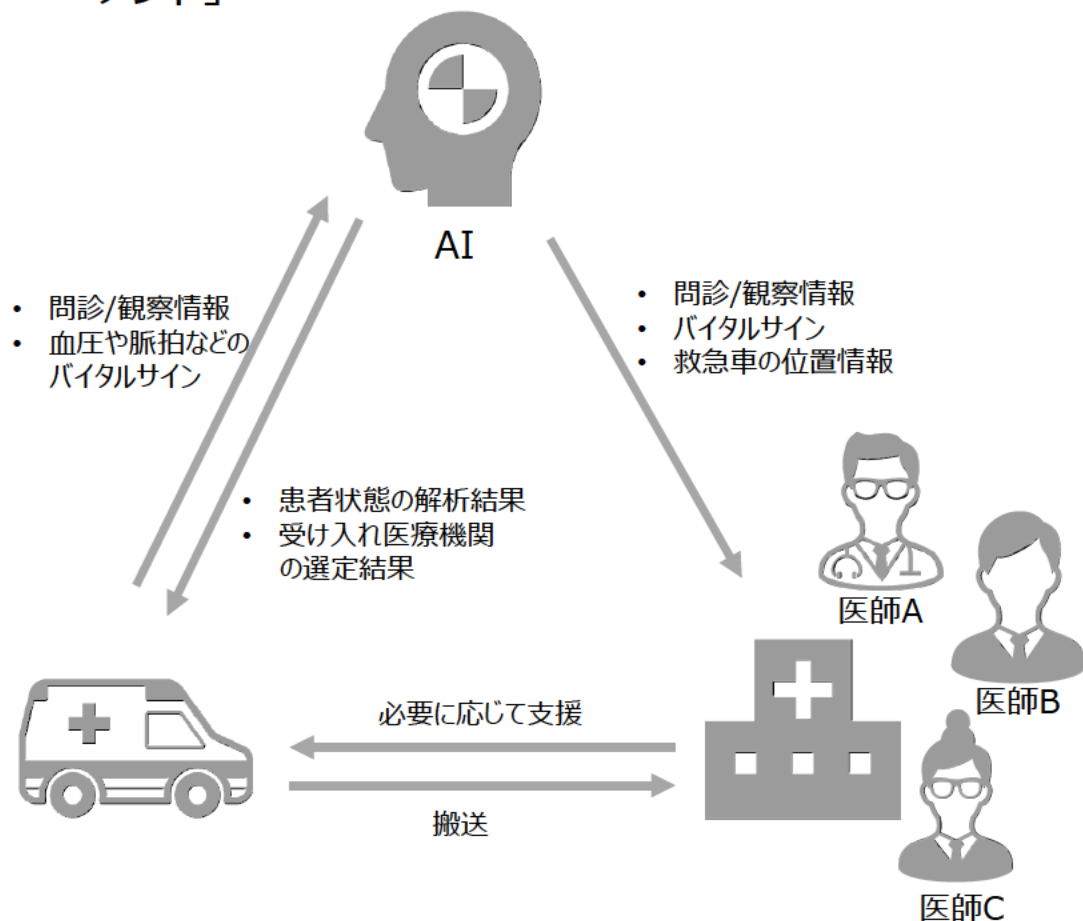 AI
• 問診/観察情報
• 血圧や脈拍などの
バイタルサイン
• 問診/観察情報
• バイタルサイン
• 救急車の位置情報
• 患者状態の解析結果
• 受け入れ医療機関
の選定結果
医師A
医師B
必要に応じて支援
搬送
医師C